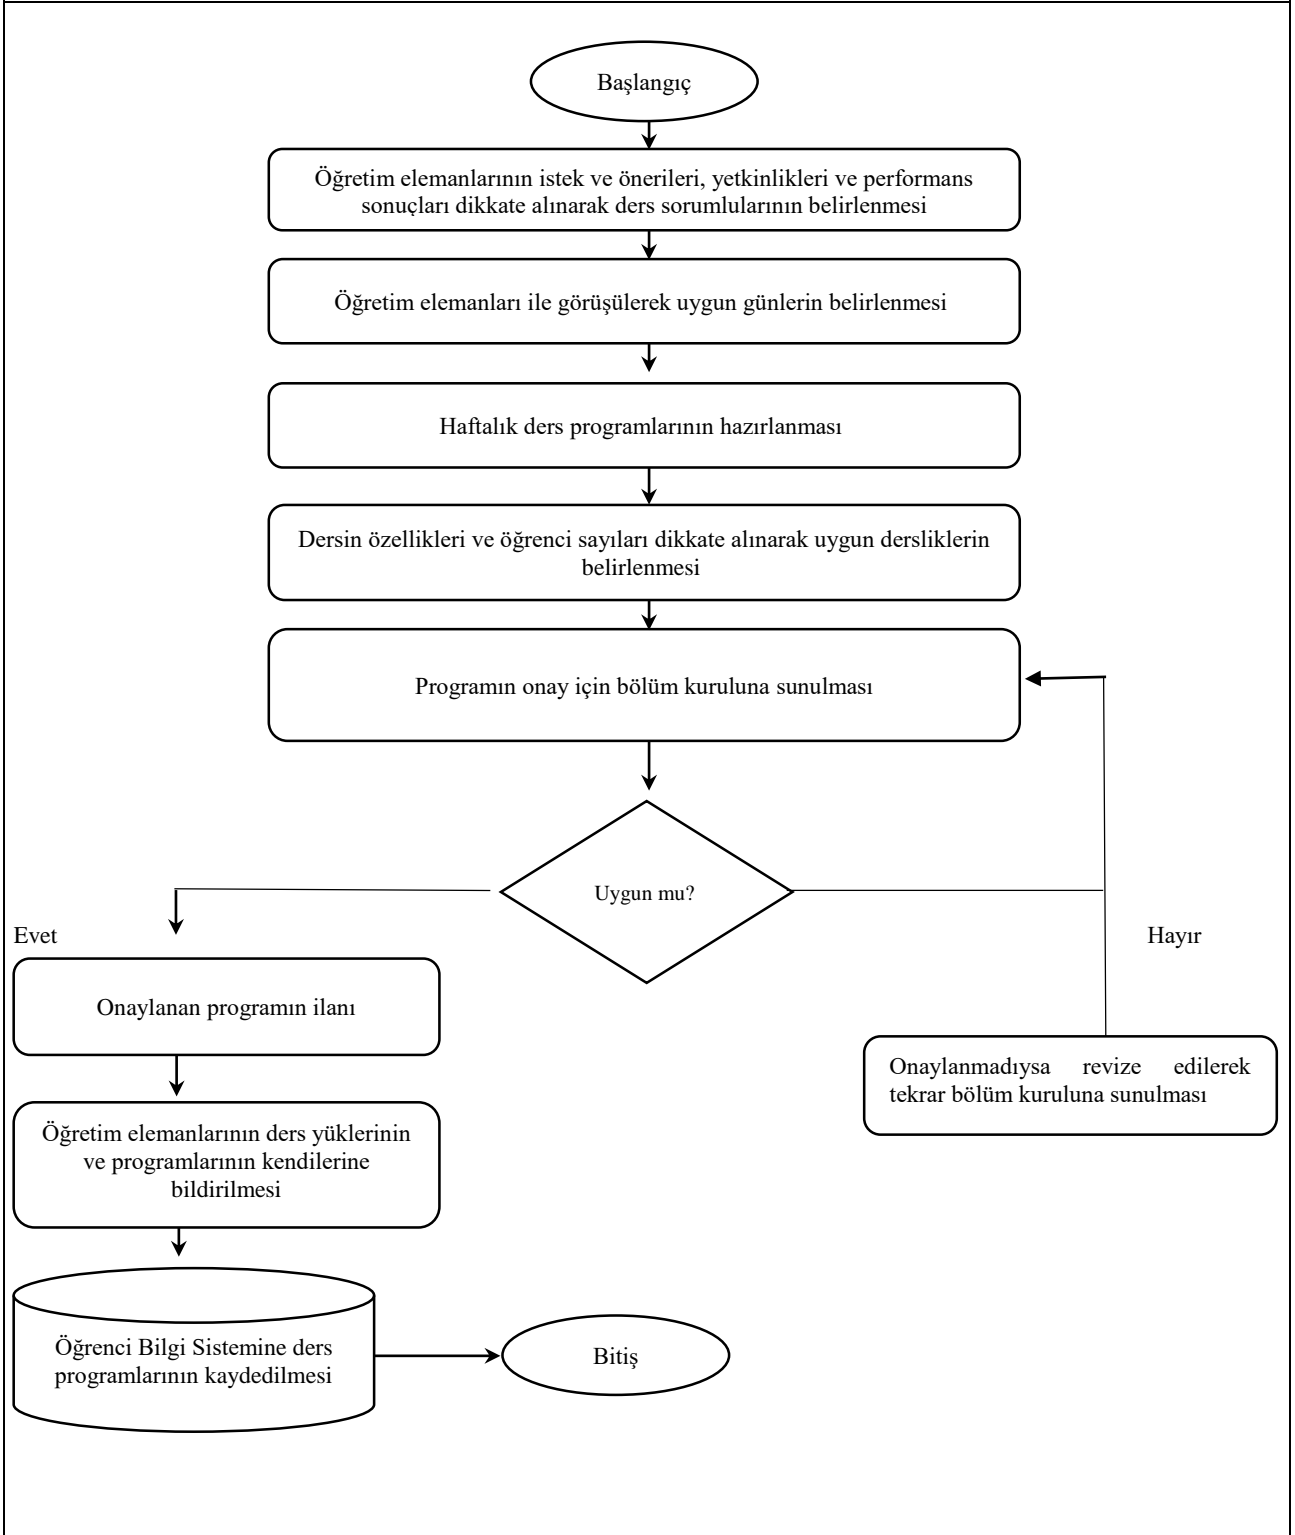 Başlangıç
Öğretim elemanlarının istek ve önerileri, yetkinlikleri ve performans
sonuçları dikkate alınarak ders sorumlularının belirlenmesi
Öğretim elemanları ile görüşülerek uygun günlerin belirlenmesi
Haftalık ders programlarının hazırlanması
Dersin özellikleri ve öğrenci sayıları dikkate alınarak uygun dersliklerin
belirlenmesi
Programın onay için bölüm kuruluna sunulması
Uygun mu?
Evet
Hayır
Onaylanan programın ilanı
Onaylanmadıysa revize edilerek
tekrar bölüm kuruluna sunulması
Öğretim elemanlarının ders yüklerinin
ve programlarının kendilerine
bildirilmesi
Öğrenci Bilgi Sistemine ders
programlarının kaydedilmesi
Bitiş